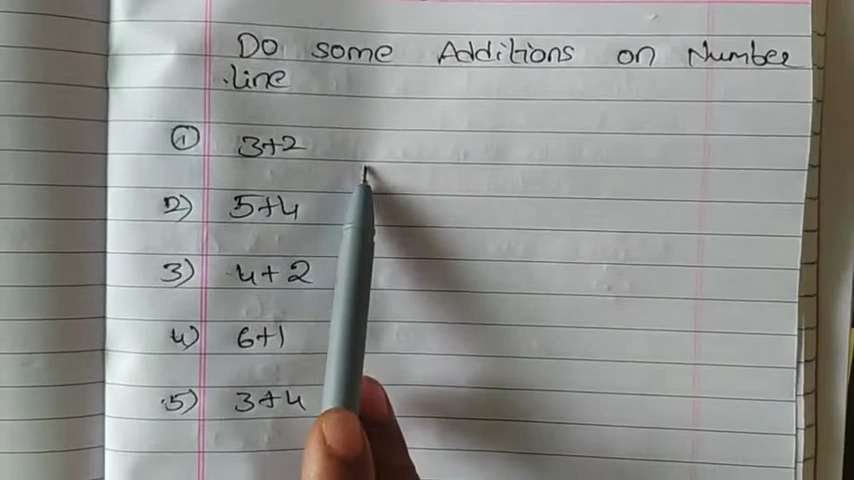 Do some Additions on Number
line
① 3+2
2) 5+4
3) 4+2
4) 6+1
5) 3+4